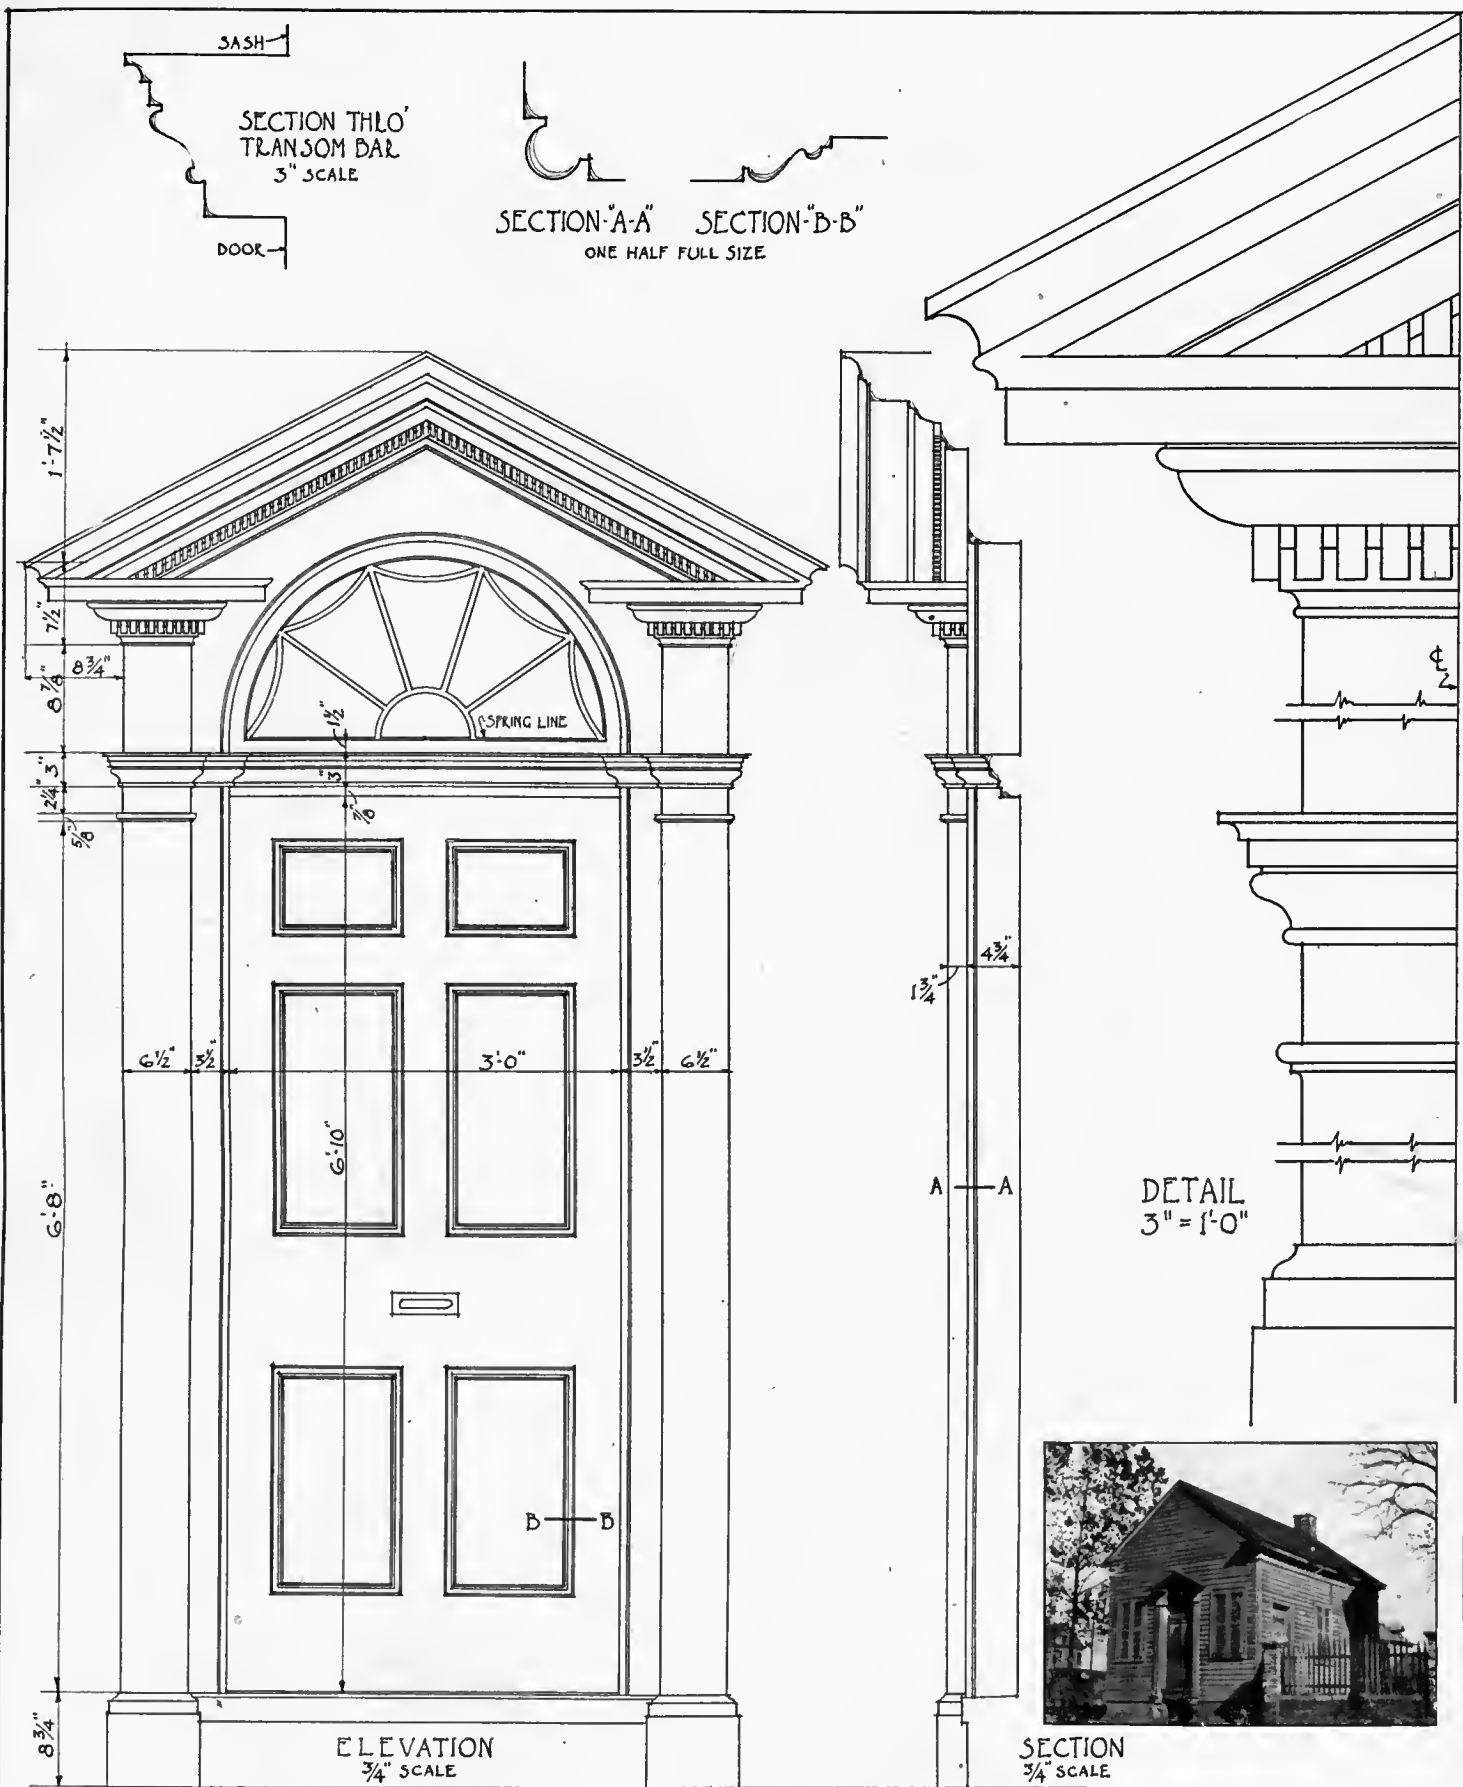 SASH
SECTION THRO'
TRANSOM BAR
3" SCALE
DOOR
SECTION-"A-A"
SECTION-"B-B"
ONE HALF FULL SIZE
1'-7½"
7½"
8¾"
8⅞"
3"
2¼"
⅝"
1½"
SPRING LINE
3"
⅞"
6½"
3½"
3'-0"
3½"
6½"
6'-10"
6'-8"
B B
8¾"
ELEVATION
3/4" SCALE
4¾"
1¾"
A A
SECTION
3/4" SCALE
℄
DETAIL
3" = 1'-0"